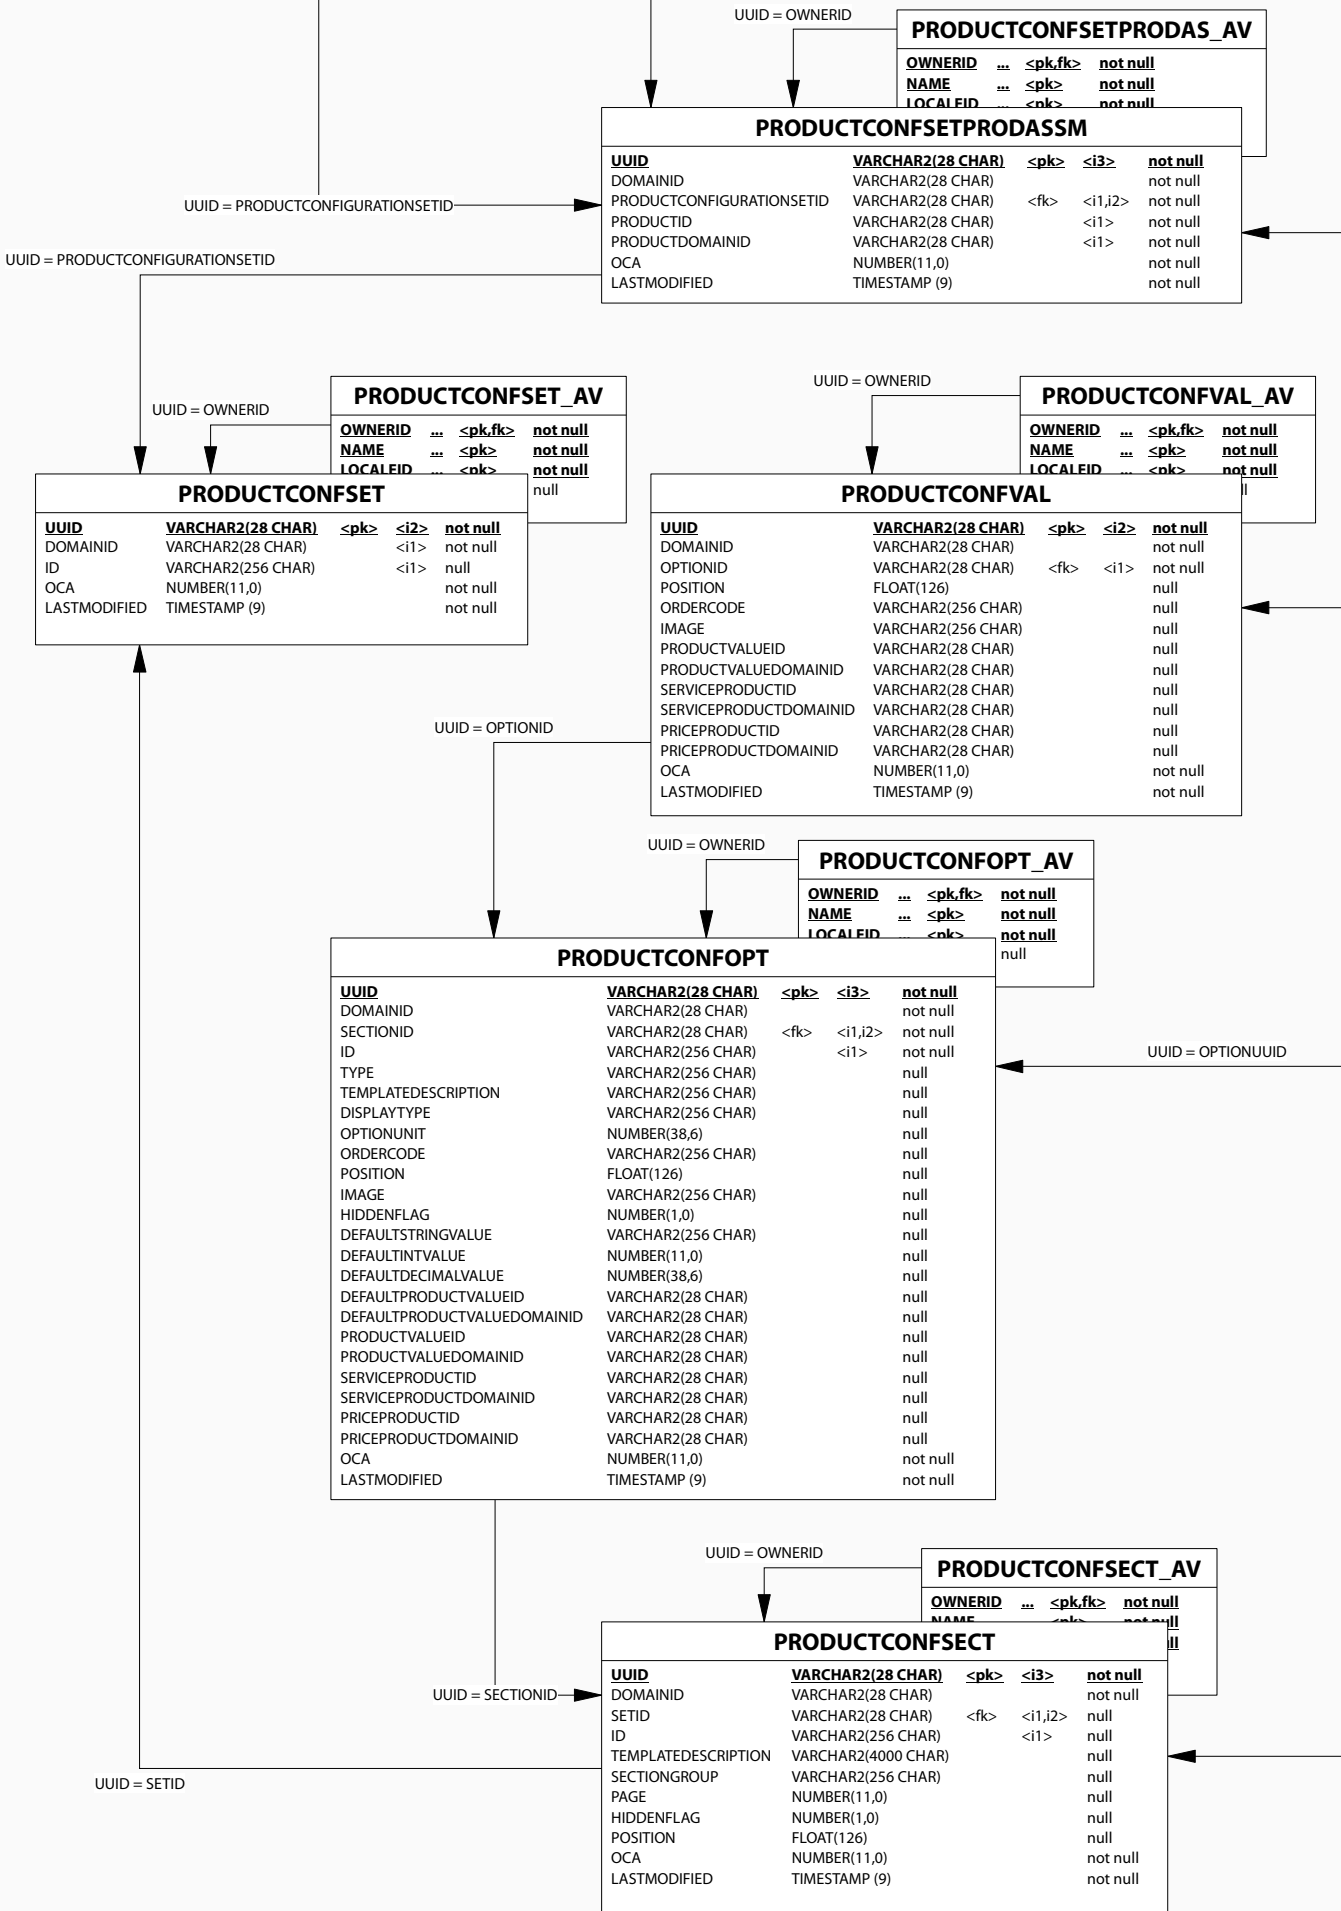 UUID = OWNERID
PRODUCTCONFSETPRODAS_AV
OWNERID ... <pk,fk> not null
NAME ... <pk> not null
LOCALEID ... <pk> not null
PRODUCTCONFSETPRODASSM
UUID VARCHAR2(28 CHAR) <pk> <i3> not null
DOMAINID VARCHAR2(28 CHAR) not null
PRODUCTCONFIGURATIONSETID VARCHAR2(28 CHAR) <fk> <i1,i2> not null
PRODUCTID VARCHAR2(28 CHAR) <i1> not null
PRODUCTDOMAINID VARCHAR2(28 CHAR) <i1> not null
OCA NUMBER(11,0) not null
LASTMODIFIED TIMESTAMP (9) not null
UUID = PRODUCTCONFIGURATIONSETID
UUID = PRODUCTCONFIGURATIONSETID
UUID = OWNERID
PRODUCTCONFSET_AV
OWNERID ... <pk,fk> not null
NAME ... <pk> not null
LOCALEID ... <pk> not null
null
PRODUCTCONFSET
UUID VARCHAR2(28 CHAR) <pk> <i2> not null
DOMAINID VARCHAR2(28 CHAR) <i1> not null
ID VARCHAR2(256 CHAR) <i1> null
OCA NUMBER(11,0) not null
LASTMODIFIED TIMESTAMP (9) not null
UUID = OWNERID
PRODUCTCONFVAL_AV
OWNERID ... <pk,fk> not null
NAME ... <pk> not null
LOCALEID ... <pk> not null
PRODUCTCONFVAL
UUID VARCHAR2(28 CHAR) <pk> <i2> not null
DOMAINID VARCHAR2(28 CHAR) not null
OPTIONID VARCHAR2(28 CHAR) <fk> <i1> not null
POSITION FLOAT(126) null
ORDERCODE VARCHAR2(256 CHAR) null
IMAGE VARCHAR2(256 CHAR) null
PRODUCTVALUEID VARCHAR2(28 CHAR) null
PRODUCTVALUEDOMAINID VARCHAR2(28 CHAR) null
SERVICEPRODUCTID VARCHAR2(28 CHAR) null
SERVICEPRODUCTDOMAINID VARCHAR2(28 CHAR) null
PRICEPRODUCTID VARCHAR2(28 CHAR) null
PRICEPRODUCTDOMAINID VARCHAR2(28 CHAR) null
OCA NUMBER(11,0) not null
LASTMODIFIED TIMESTAMP (9) not null
UUID = OPTIONID
UUID = OWNERID
PRODUCTCONFOPT_AV
OWNERID ... <pk,fk> not null
NAME ... <pk> not null
LOCALEID ... <pk> not null
null
PRODUCTCONFOPT
UUID VARCHAR2(28 CHAR) <pk> <i3> not null
DOMAINID VARCHAR2(28 CHAR) not null
SECTIONID VARCHAR2(28 CHAR) <fk> <i1,i2> not null
ID VARCHAR2(256 CHAR) <i1> not null
TYPE VARCHAR2(256 CHAR) null
TEMPLATEDESCRIPTION VARCHAR2(256 CHAR) null
DISPLAYTYPE VARCHAR2(256 CHAR) null
OPTIONUNIT NUMBER(38,6) null
ORDERCODE VARCHAR2(256 CHAR) null
POSITION FLOAT(126) null
IMAGE VARCHAR2(256 CHAR) null
HIDDENFLAG NUMBER(1,0) null
DEFAULTSTRINGVALUE VARCHAR2(256 CHAR) null
DEFAULTINTVALUE NUMBER(11,0) null
DEFAULTDECIMALVALUE NUMBER(38,6) null
DEFAULTPRODUCTVALUEID VARCHAR2(28 CHAR) null
DEFAULTPRODUCTVALUEDOMAINID VARCHAR2(28 CHAR) null
PRODUCTVALUEID VARCHAR2(28 CHAR) null
PRODUCTVALUEDOMAINID VARCHAR2(28 CHAR) null
SERVICEPRODUCTID VARCHAR2(28 CHAR) null
SERVICEPRODUCTDOMAINID VARCHAR2(28 CHAR) null
PRICEPRODUCTID VARCHAR2(28 CHAR) null
PRICEPRODUCTDOMAINID VARCHAR2(28 CHAR) null
OCA NUMBER(11,0) not null
LASTMODIFIED TIMESTAMP (9) not null
UUID = OPTIONUUID
UUID = OWNERID
PRODUCTCONFSECT_AV
OWNERID ... <pk,fk> not null
NAME <pk> not null
PRODUCTCONFSECT
UUID VARCHAR2(28 CHAR) <pk> <i3> not null
DOMAINID VARCHAR2(28 CHAR) not null
SETID VARCHAR2(28 CHAR) <fk> <i1,i2> null
ID VARCHAR2(256 CHAR) <i1> null
TEMPLATEDESCRIPTION VARCHAR2(4000 CHAR) null
SECTIONGROUP VARCHAR2(256 CHAR) null
PAGE NUMBER(11,0) null
HIDDENFLAG NUMBER(1,0) null
POSITION FLOAT(126) null
OCA NUMBER(11,0) not null
LASTMODIFIED TIMESTAMP (9) not null
UUID = SECTIONID
UUID = SETID